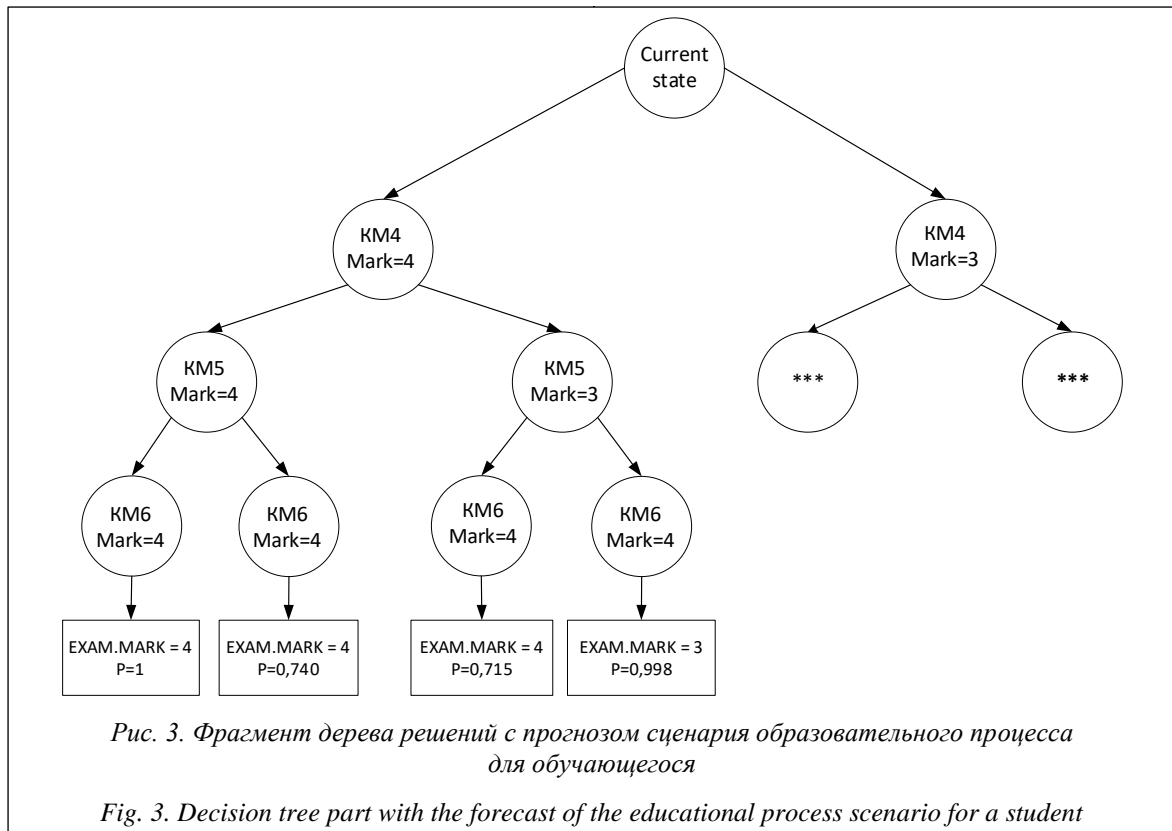 Current
state
КМ4
Mark=4
КМ4
Mark=3
КМ5
Mark=4
КМ5
Mark=3
***
***
КМ6
Mark=4
КМ6
Mark=4
КМ6
Mark=4
КМ6
Mark=4
EXAM.MARK = 4
P=1
EXAM.MARK = 4
P=0,740
EXAM.MARK = 4
P=0,715
EXAM.MARK = 3
P=0,998
Рис. 3. Фрагмент дерева решений с прогнозом сценария образовательного процесса
для обучающегося
Fig. 3. Decision tree part with the forecast of the educational process scenario for a student